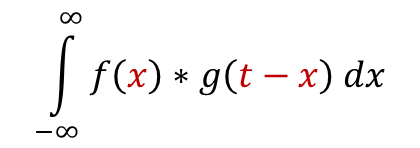 ∫_{-∞}^{∞} f(x) * g(t − x) dx